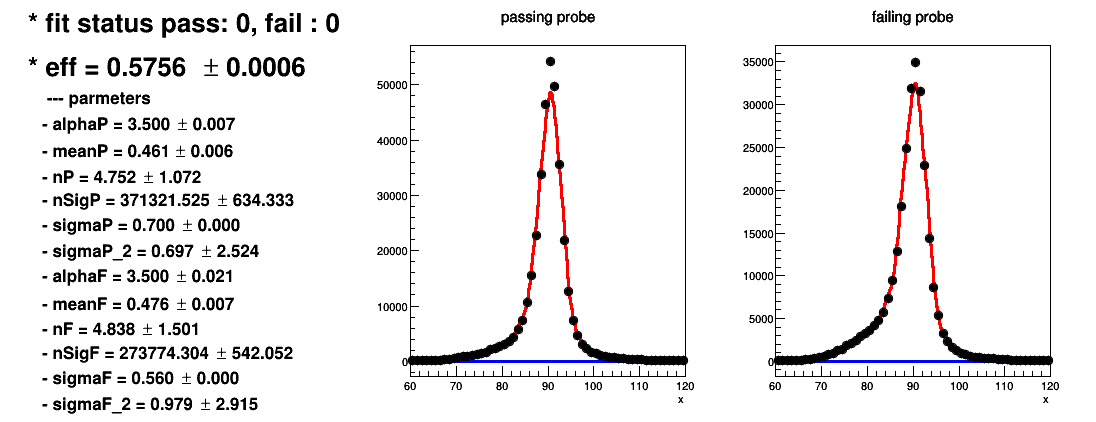 * fit status pass: 0, fail : 0
* eff = 0.5756 ± 0.0006
--- parmeters
- alphaP = 3.500 ± 0.007
- meanP = 0.461 ± 0.006
- nP = 4.752 ± 1.072
- nSigP = 371321.525 ± 634.333
- sigmaP = 0.700 ± 0.000
- sigmaP_2 = 0.697 ± 2.524
- alphaF = 3.500 ± 0.021
- meanF = 0.476 ± 0.007
- nF = 4.838 ± 1.501
- nSigF = 273774.304 ± 542.052
- sigmaF = 0.560 ± 0.000
- sigmaF_2 = 0.979 ± 2.915
passing probe
50000
40000
30000
20000
10000
0
60 70 80 90 100 110 120
x
failing probe
35000
30000
25000
20000
15000
10000
5000
0
60 70 80 90 100 110 120
x